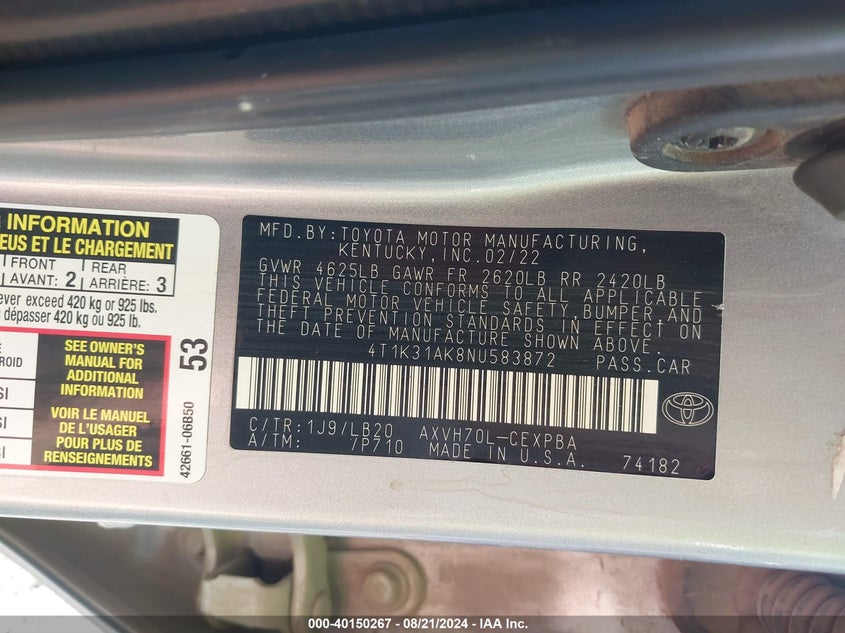 INFORMATION
EUS ET LE CHARGEMENT
FRONT
AVANT: 2
REAR
ARRIÈRE: 3
ever exceed 420 kg or 925 lbs.
dépasser 420 kg ou 925 lb.
SEE OWNER'S
MANUAL FOR
ADDITIONAL
INFORMATION
VOIR LE MANUEL
DE L'USAGER
POUR PLUS DE
RENSEIGNEMENTS
53
42661-06B50
MFD.BY:TOYOTA MOTOR MANUFACTURING,
KENTUCKY, INC. 02/22
GVWR 4625LB GAWR FR 2620LB RR 2420LB
THIS VEHICLE CONFORMS TO ALL APPLICABLE
FEDERAL MOTOR VEHICLE SAFETY, BUMPER, AND
THEFT PREVENTION STANDARDS IN EFFECT ON
THE DATE OF MANUFACTURE SHOWN ABOVE.
4T1K31AK8NU583872 PASS.CAR
C/TR: 1J9/LB20 AXVH70L-CEXPBA
A/TM: 7P710 MADE IN U.S.A. 74182
000-40150267 - 08/21/2024 - IAA Inc.